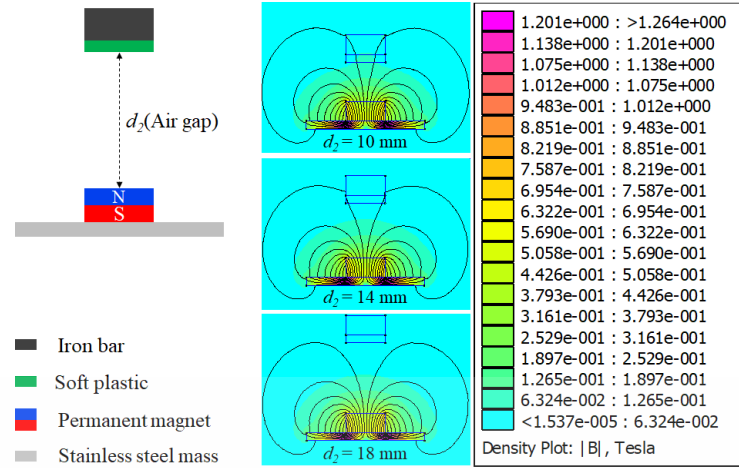 d₂(Air gap)
N
S
Iron bar
Soft plastic
Permanent magnet
Stainless steel mass
d₂ = 10 mm
d₂ = 14 mm
d₂ = 18 mm
1.201e+000 : >1.264e+000
1.138e+000 : 1.201e+000
1.075e+000 : 1.138e+000
1.012e+000 : 1.075e+000
9.483e-001 : 1.012e+000
8.851e-001 : 9.483e-001
8.219e-001 : 8.851e-001
7.587e-001 : 8.219e-001
6.954e-001 : 7.587e-001
6.322e-001 : 6.954e-001
5.690e-001 : 6.322e-001
5.058e-001 : 5.690e-001
4.426e-001 : 5.058e-001
3.793e-001 : 4.426e-001
3.161e-001 : 3.793e-001
2.529e-001 : 3.161e-001
1.897e-001 : 2.529e-001
1.265e-001 : 1.897e-001
6.324e-002 : 1.265e-001
<1.537e-005 : 6.324e-002
Density Plot: |B|, Tesla